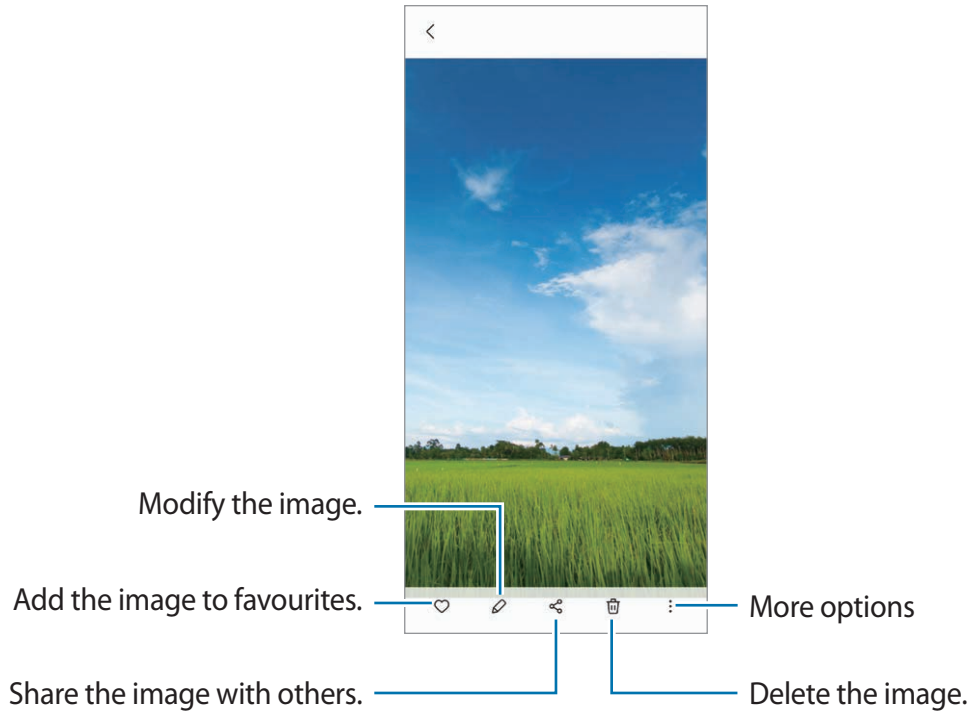 Modify the image.
Add the image to favourites.
More options
Share the image with others.
Delete the image.